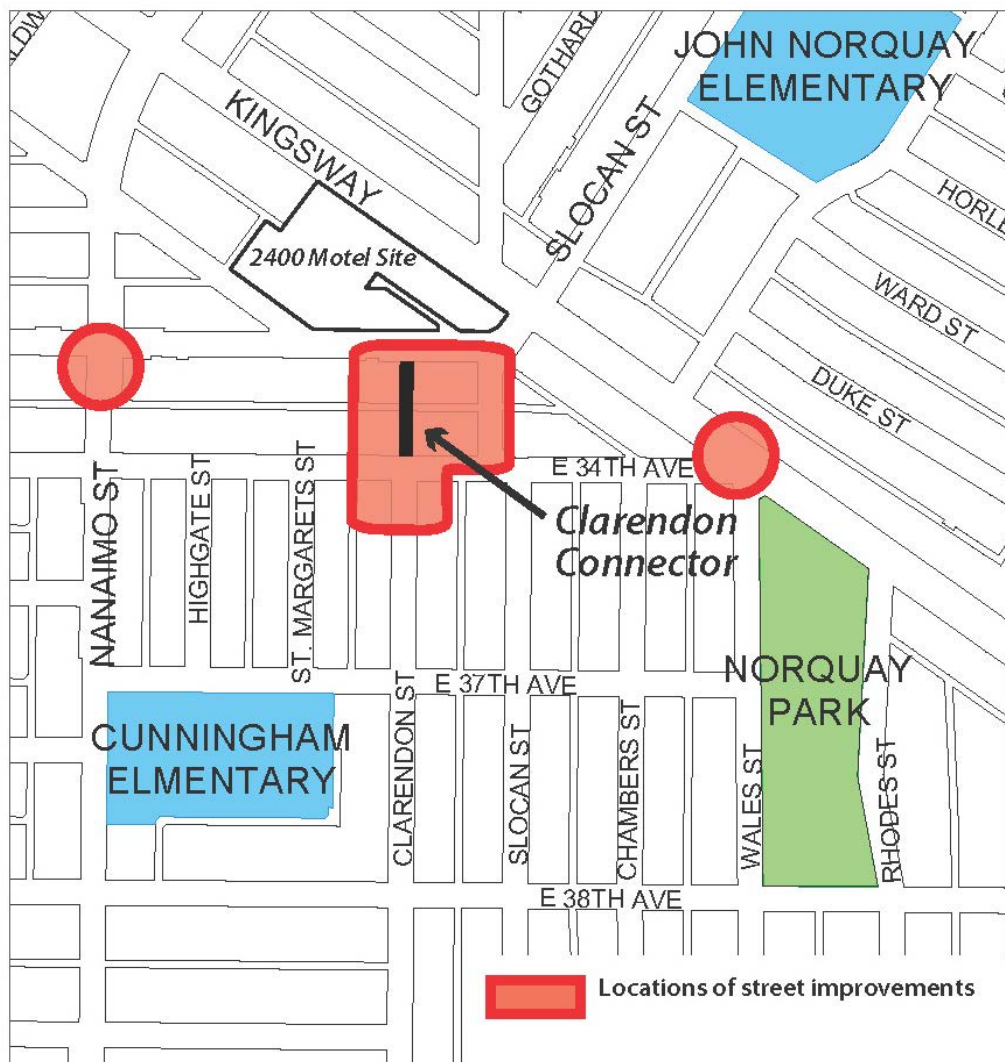 JOHN NORQUAY
ELEMENTARY
KINGSWAY
GOTHARD
SLOCAN ST
HORLE
2400 Motel Site
WARD ST
DUKE ST
E 34TH AVE
Clarendon
Connector
NANAIMO ST
HIGHGATE ST
ST. MARGARETS ST
E 37TH AVE
NORQUAY
PARK
CUNNINGHAM
ELMENTARY
CLARENDON ST
SLOCAN ST
CHAMBERS ST
WALES ST
RHODES ST
E 38TH AVE
Locations of street improvements